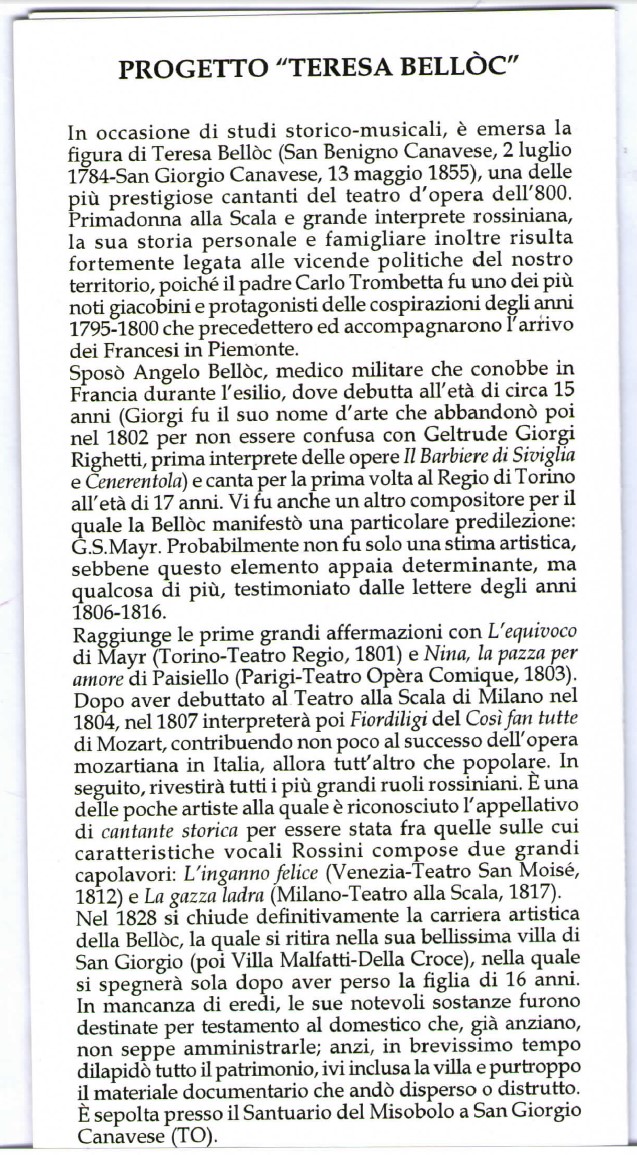 PROGETTO “TERESA BELLÒC”
In occasione di studi storico-musicali, è emersa la
figura di Teresa Bellòc (San Benigno Canavese, 2 luglio
1784-San Giorgio Canavese, 13 maggio 1855), una delle
più prestigiose cantanti del teatro d’opera dell’800.
Primadonna alla Scala e grande interprete rossiniana,
la sua storia personale e famigliare inoltre risulta
fortemente legata alle vicende politiche del nostro
territorio, poiché il padre Carlo Trombetta fu uno dei più
noti giacobini e protagonisti delle cospirazioni degli anni
1795-1800 che precedettero ed accompagnarono l’arrivo
dei Francesi in Piemonte.
Sposò Angelo Bellòc, medico militare che conobbe in
Francia durante l’esilio, dove debutta all’età di circa 15
anni (Giorgi fu il suo nome d’arte che abbandonò poi
nel 1802 per non essere confusa con Geltrude Giorgi
Righetti, prima interprete delle opere Il Barbiere di Siviglia
e Cenerentola) e canta per la prima volta al Regio di Torino
all’età di 17 anni. Vi fu anche un altro compositore per il
quale la Bellòc manifestò una particolare predilezione:
G.S.Mayr. Probabilmente non fu solo una stima artistica,
sebbene questo elemento appaia determinante, ma
qualcosa di più, testimoniato dalle lettere degli anni
1806-1816.
Raggiunge le prime grandi affermazioni con L’equivoco
di Mayr (Torino-Teatro Regio, 1801) e Nina, la pazza per
amore di Paisiello (Parigi-Teatro Opèra Comique, 1803).
Dopo aver debuttato al Teatro alla Scala di Milano nel
1804, nel 1807 interpreterà poi Fiordiligi del Così fan tutte
di Mozart, contribuendo non poco al successo dell’opera
mozartiana in Italia, allora tutt’altro che popolare. In
seguito, rivestirà tutti i più grandi ruoli rossiniani. È una
delle poche artiste alla quale è riconosciuto l’appellativo
di cantante storica per essere stata fra quelle sulle cui
caratteristiche vocali Rossini compose due grandi
capolavori: L’inganno felice (Venezia-Teatro San Moisé,
1812) e La gazza ladra (Milano-Teatro alla Scala, 1817).
Nel 1828 si chiude definitivamente la carriera artistica
della Bellòc, la quale si ritira nella sua bellissima villa di
San Giorgio (poi Villa Malfatti-Della Croce), nella quale
si spegnerà sola dopo aver perso la figlia di 16 anni.
In mancanza di eredi, le sue notevoli sostanze furono
destinate per testamento al domestico che, già anziano,
non seppe amministrarle; anzi, in brevissimo tempo
dilapidò tutto il patrimonio, ivi inclusa la villa e purtroppo
il materiale documentario che andò disperso o distrutto.
È sepolta presso il Santuario del Misobolo a San Giorgio
Canavese (TO).